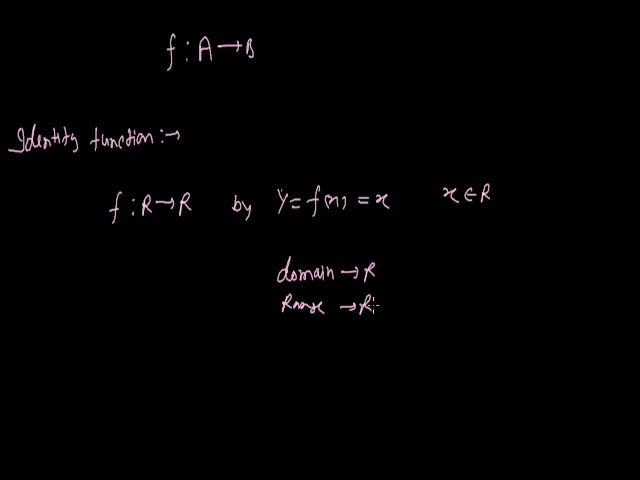 f : A → B
Identity function :→
f : R → R by Y = f(x) = x x ∈ R
domain → R
Range → R